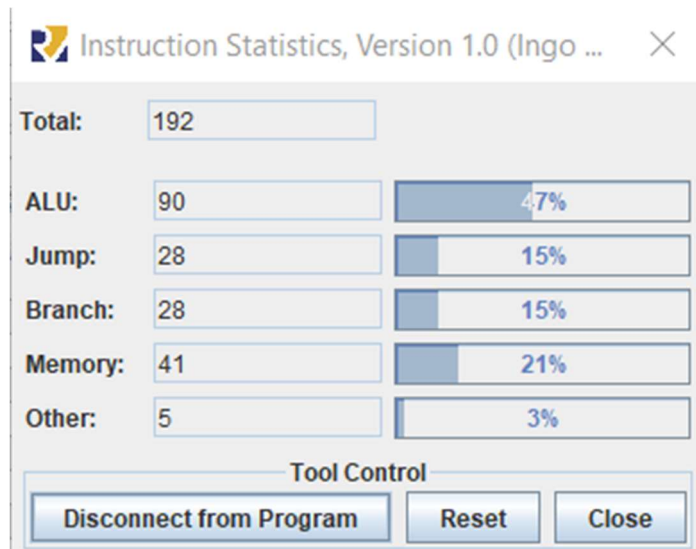 Instruction Statistics, Version 1.0 (Ingo ...
Total: 192
ALU: 90 47%
Jump: 28 15%
Branch: 28 15%
Memory: 41 21%
Other: 5 3%
Tool Control
Disconnect from Program Reset Close